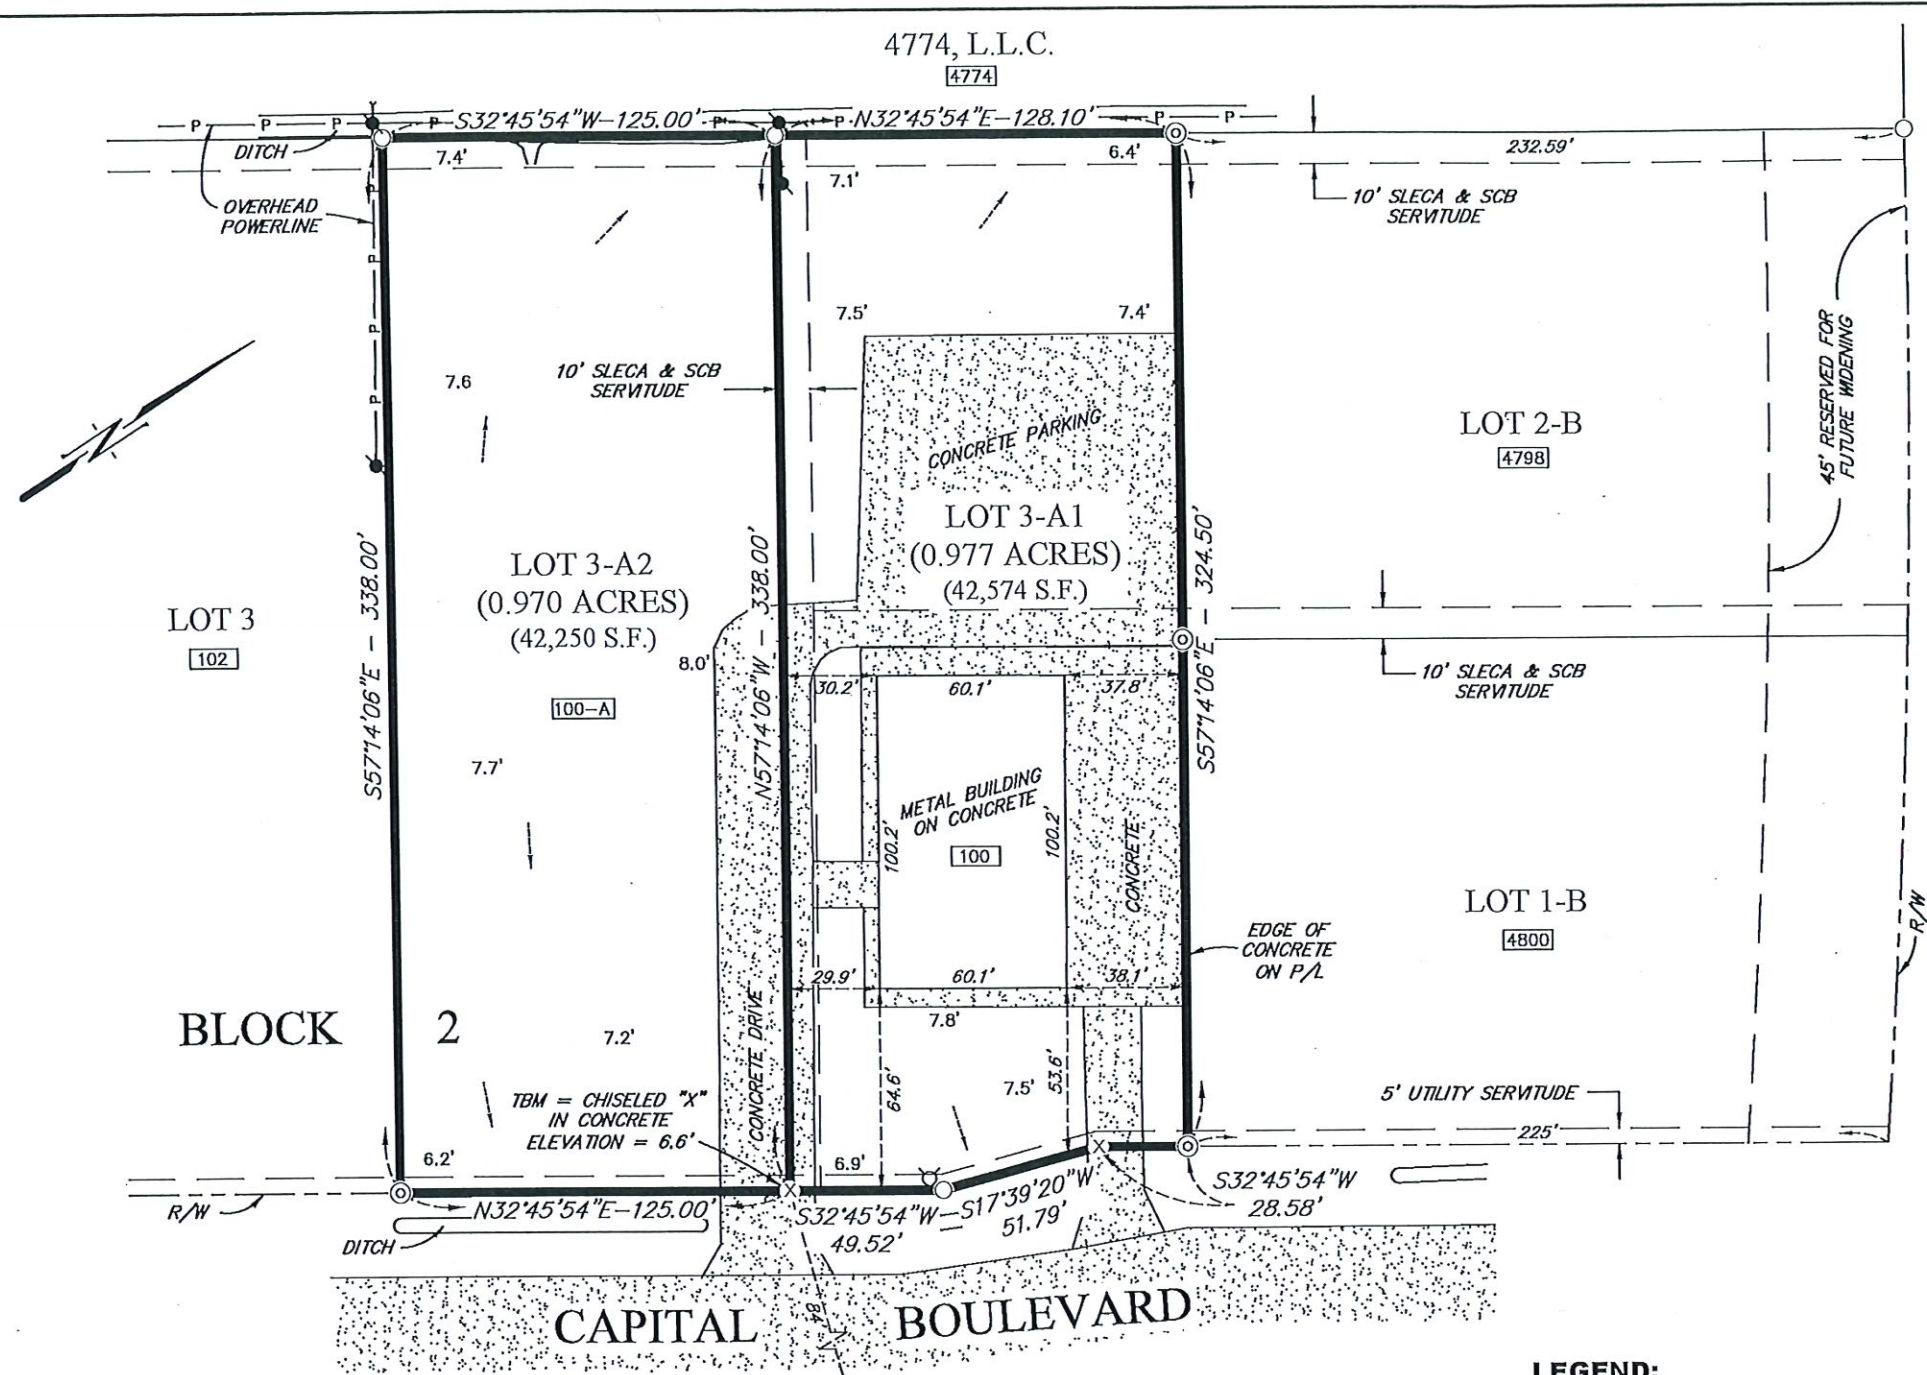 4774, L.L.C.
4774
P P P P S32°45'54"W-125.00' P P N32°45'54"E-128.10' P P
DITCH
7.4'
7.1'
6.4'
232.59'
OVERHEAD
POWERLINE
P
P
P
P
10' SLECA & SCB
SERVITUDE
45' RESERVED FOR
FUTURE WIDENING
7.5'
7.4'
7.6
10' SLECA & SCB
SERVITUDE
CONCRETE PARKING
LOT 2-B
4798
LOT 3-A1
(0.977 ACRES)
(42,574 S.F.)
LOT 3-A2
(0.970 ACRES)
(42,250 S.F.)
100-A
LOT 3
102
S57°14'06"E - 338.00'
N57°14'06"W - 338.00'
S57°14'06"E - 324.50'
8.0'
10' SLECA & SCB
SERVITUDE
30.2'
60.1'
37.8'
7.7'
METAL BUILDING
ON CONCRETE
100
100.2'
100.2'
CONCRETE
LOT 1-B
4800
R/W
EDGE OF
CONCRETE
ON P/L
29.9'
60.1'
38.1'
BLOCK 2
7.2'
CONCRETE DRIVE
7.8'
64.6'
7.5'
53.6'
TBM = CHISELED "X"
IN CONCRETE
ELEVATION = 6.6'
5' UTILITY SERVITUDE
225'
6.2'
6.9'
R/W
N32°45'54"E-125.00'
S32°45'54"W
49.52'
S17°39'20"W
51.79'
S32°45'54"W
28.58'
DITCH
84'
CAPITAL BOULEVARD
LEGEND: